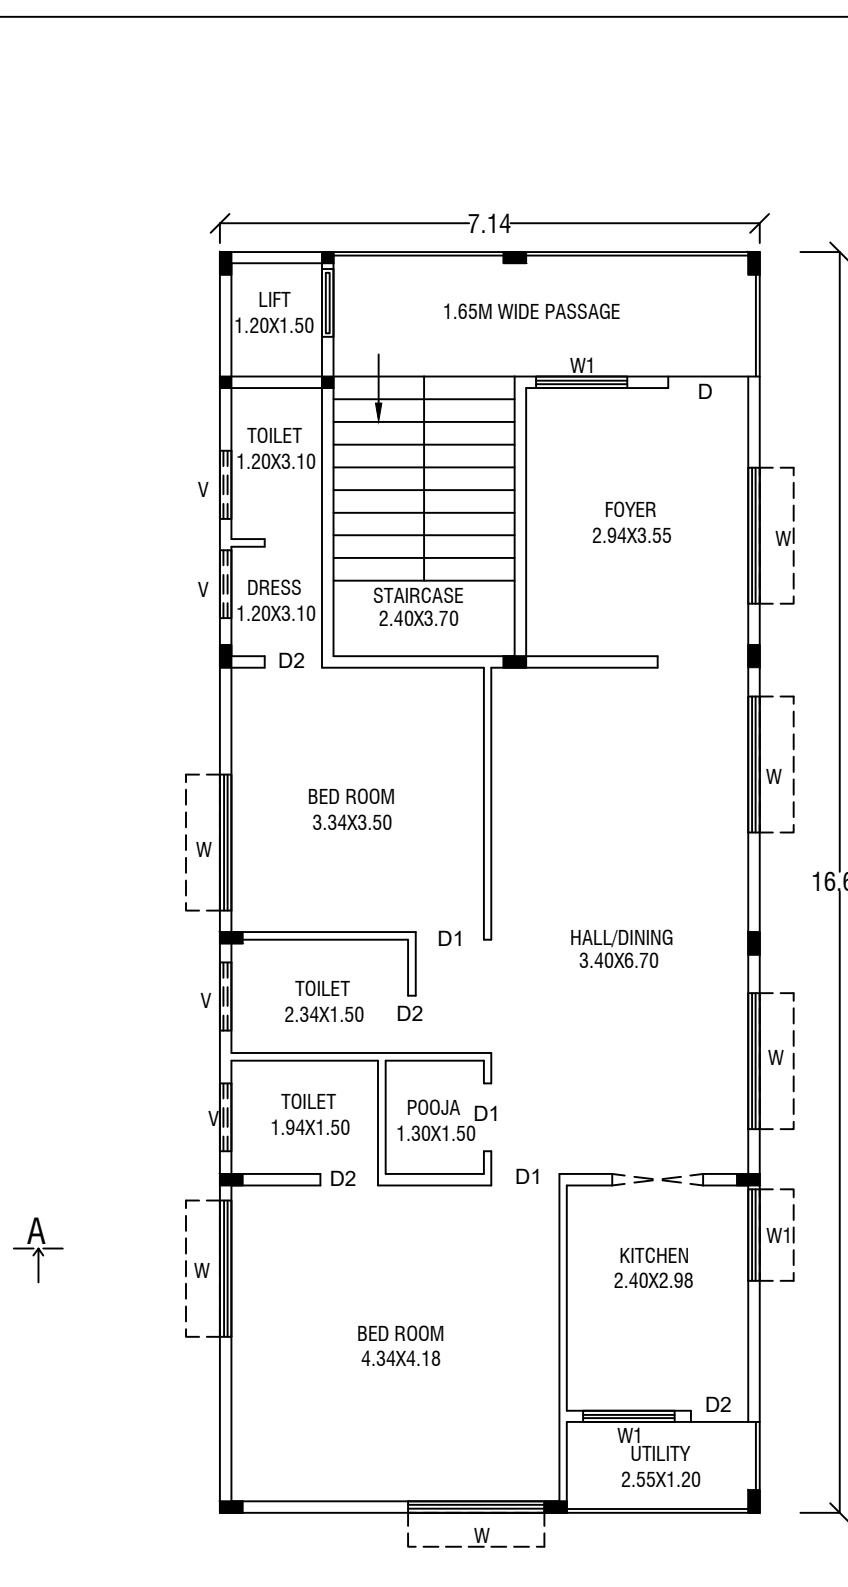 7.14
LIFT
1.20X1.50
1.65M WIDE PASSAGE
W1
D
TOILET
1.20X3.10
V
FOYER
2.94X3.55
W
V
DRESS
1.20X3.10
STAIRCASE
2.40X3.70
D2
W
BED ROOM
3.34X3.50
W
16.6
HALL/DINING
3.40X6.70
D1
TOILET
2.34X1.50
V
D2
W
TOILET
1.94X1.50
V
POOJA
1.30X1.50
D1
D2
D1
A
W1
KITCHEN
2.40X2.98
W
BED ROOM
4.34X4.18
D2
W1
UTILITY
2.55X1.20
W